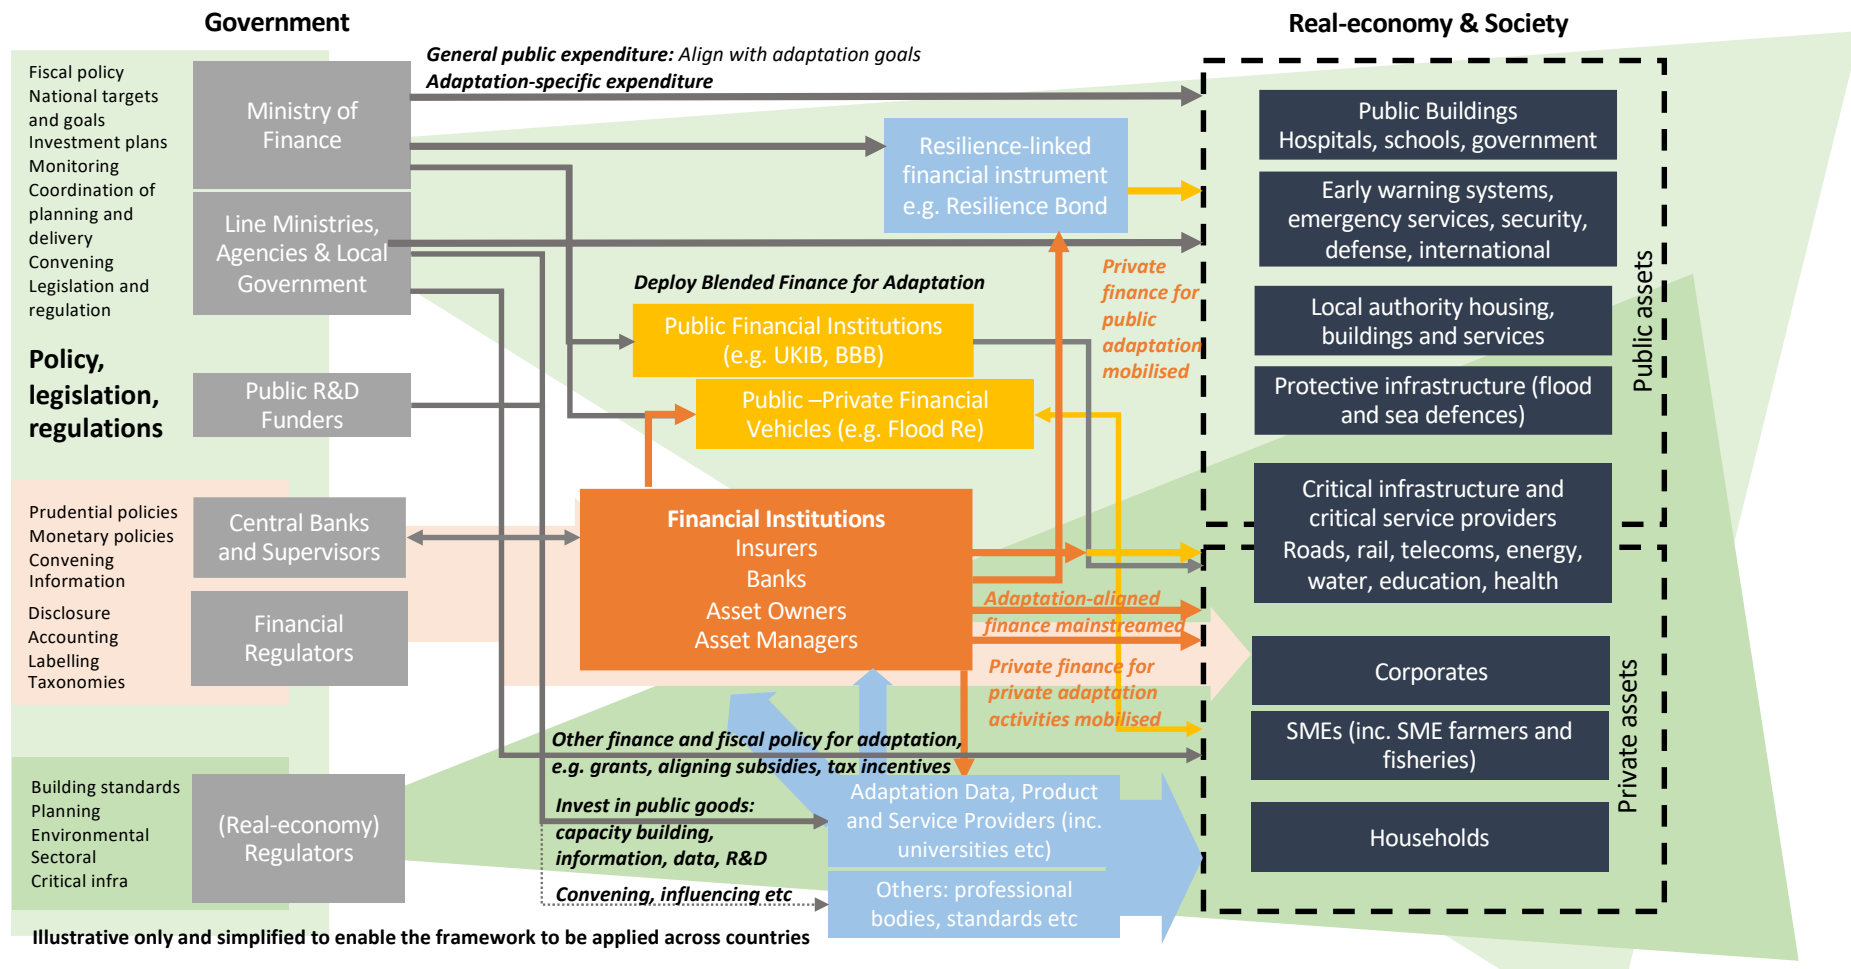 Government
Real-economy & Society
General public expenditure: Align with adaptation goals
Adaptation-specific expenditure
Fiscal policy
National targets
and goals
Investment plans
Monitoring
Coordination of
planning and
delivery
Convening
Legislation and
regulation
Ministry of
Finance
Line Ministries,
Agencies & Local
Government
Policy,
legislation,
regulations
Public R&D
Funders
Prudential policies
Monetary policies
Convening
Information
Disclosure
Accounting
Labelling
Taxonomies
Central Banks
and Supervisors
Financial
Regulators
Building standards
Planning
Environmental
Sectoral
Critical infra
(Real-economy)
Regulators
Resilience-linked
financial instrument
e.g. Resilience Bond
Deploy Blended Finance for Adaptation
Public Financial Institutions
(e.g. UKIB, BBB)
Public –Private Financial
Vehicles (e.g. Flood Re)
Private
finance for
public
adaptation
mobilised
Financial Institutions
Insurers
Banks
Asset Owners
Asset Managers
Adaptation-aligned
finance mainstreamed
Private finance for
private adaptation
activities mobilised
Other finance and fiscal policy for adaptation,
e.g. grants, aligning subsidies, tax incentives
Invest in public goods:
capacity building,
information, data, R&D
Convening, influencing etc
Adaptation Data, Product
and Service Providers (inc.
universities etc)
Others: professional
bodies, standards etc
Public Buildings
Hospitals, schools, government
Early warning systems,
emergency services, security,
defense, international
Local authority housing,
buildings and services
Protective infrastructure (flood
and sea defences)
Critical infrastructure and
critical service providers
Roads, rail, telecoms, energy,
water, education, health
Corporates
SMEs (inc. SME farmers and
fisheries)
Households
Public assets
Private assets
Illustrative only and simplified to enable the framework to be applied across countries